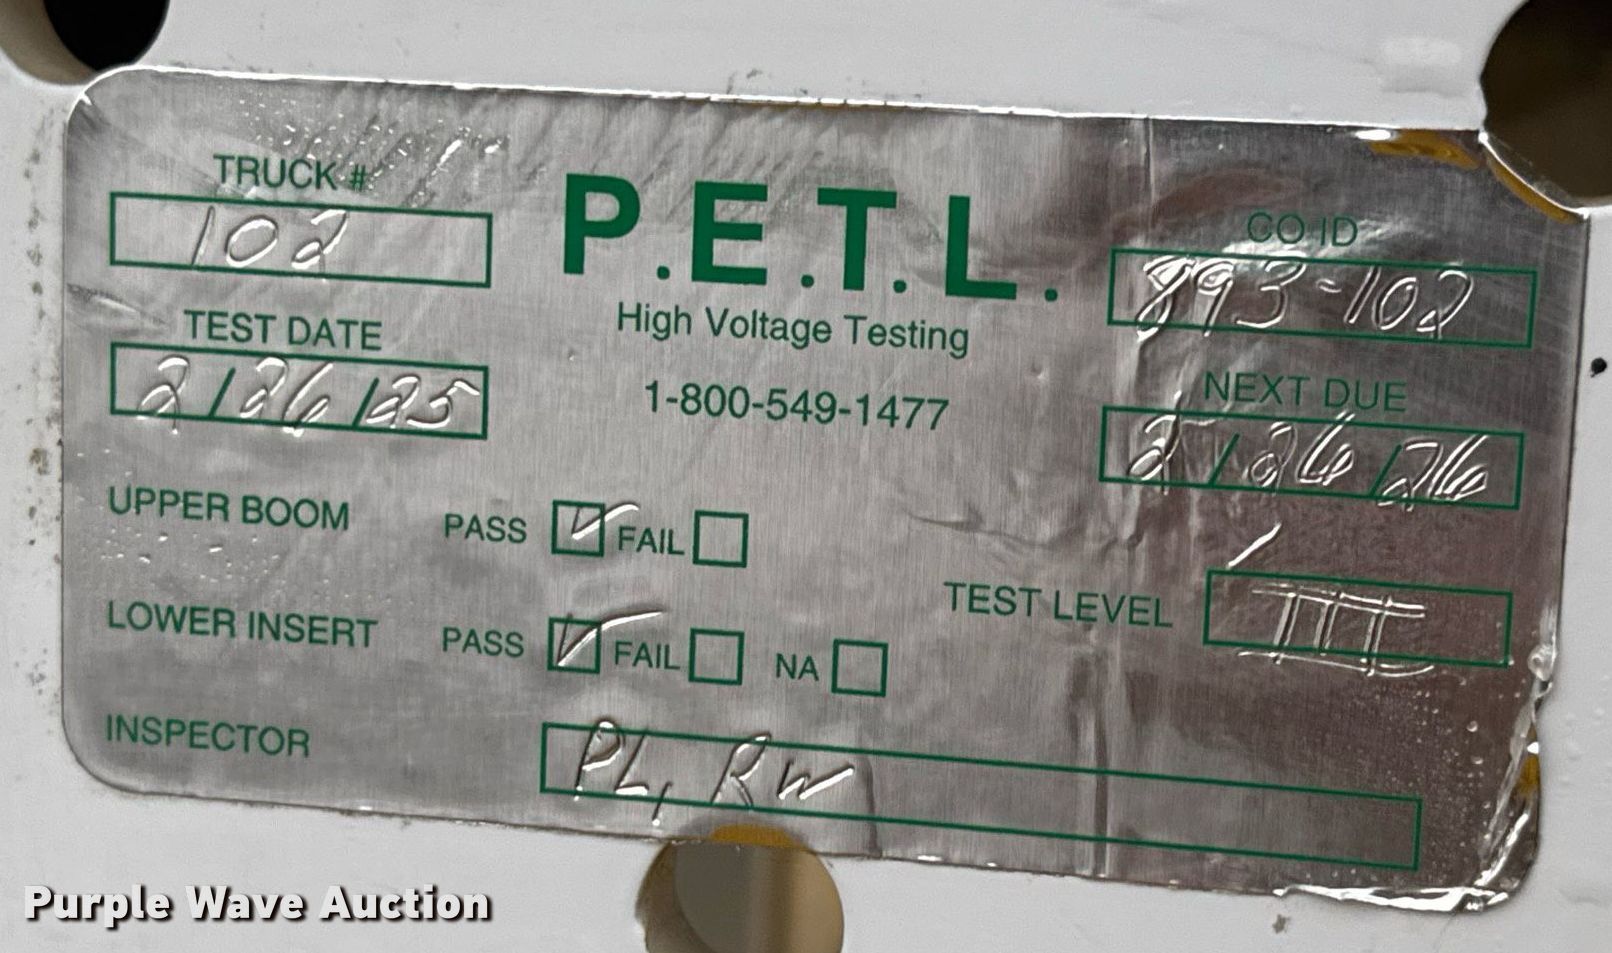 TRUCK #
102
P.E.T.L.
High Voltage Testing
1-800-549-1477
CO ID
893-102
TEST DATE
2/26/25
NEXT DUE
2/26/26
UPPER BOOM PASS FAIL
LOWER INSERT PASS FAIL NA
TEST LEVEL III
INSPECTOR PL, RW
Purple Wave Auction